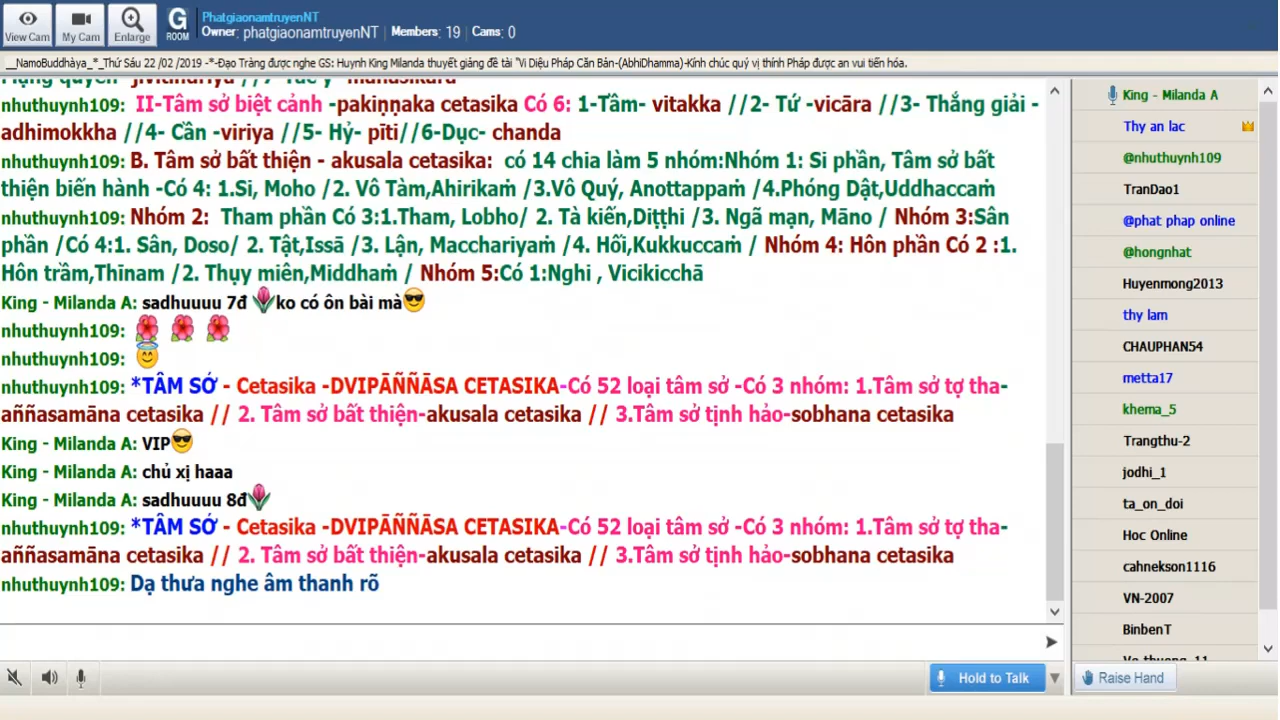 View Cam
My Cam
Enlarge
G
ROOM
PhatgiaonamtruyenNT
Owner: phatgiaonamtruyenNT | Members: 19 | Cams: 0
__NamoBuddhàya_*_Thứ Sáu 22 /02 /2019 -*-Đạo Tràng được nghe GS: Huynh King Milanda thuyết giảng đề tài "Vi Diệu Pháp Căn Bản-(AbhiDhamma)-Kính chúc quý vị thính Pháp được an vui tiến hóa.
nhuthuynh109: II-Tâm sở biệt cảnh -pakiṇṇaka cetasika Có 6: 1-Tâm- vitakka //2- Tứ -vicāra //3- Thắng giải -
adhimokkha //4- Cần -viriya //5- Hỷ- pīti//6-Dục- chanda
nhuthuynh109: B. Tâm sở bất thiện - akusala cetasika: có 14 chia làm 5 nhóm:Nhóm 1: Si phần, Tâm sở bất
thiện biến hành -Có 4: 1.Si, Moho /2. Vô Tàm,Ahirikaṁ /3.Vô Quý, Anottappaṁ /4.Phóng Dật,Uddhaccaṁ
nhuthuynh109: Nhóm 2: Tham phần Có 3:1.Tham, Lobho/ 2. Tà kiến,Diṭṭhi /3. Ngã mạn, Māno / Nhóm 3:Sân
phần /Có 4:1. Sân, Doso/ 2. Tật,Issā /3. Lận, Macchariyaṁ /4. Hối,Kukkuccaṁ / Nhóm 4: Hôn phần Có 2 :1.
Hôn trầm,Thīnam /2. Thụy miên,Middhaṁ / Nhóm 5:Có 1:Nghi , Vicikicchā
King - Milanda A: sadhuuuu 7đ ko có ôn bài mà
nhuthuynh109:
nhuthuynh109:
nhuthuynh109: *TÂM SỞ - Cetasika -DVIPĀÑÑĀSA CETASIKA-Có 52 loại tâm sở -Có 3 nhóm: 1.Tâm sở tợ tha-
aññasamāna cetasika // 2. Tâm sở bất thiện-akusala cetasika // 3.Tâm sở tịnh hảo-sobhana cetasika
King - Milanda A: VIP
King - Milanda A: chủ xị haaa
King - Milanda A: sadhuuuu 8đ
nhuthuynh109: *TÂM SỞ - Cetasika -DVIPĀÑÑĀSA CETASIKA-Có 52 loại tâm sở -Có 3 nhóm: 1.Tâm sở tợ tha-
aññasamāna cetasika // 2. Tâm sở bất thiện-akusala cetasika // 3.Tâm sở tịnh hảo-sobhana cetasika
nhuthuynh109: Dạ thưa nghe âm thanh rõ
King - Milanda A
Thy an lac
@nhuthuynh109
TranDao1
@phat phap online
@hongnhat
Huyenmong2013
thy lam
CHAUPHAN54
metta17
khema_5
Trangthu-2
jodhi_1
ta_on_doi
Hoc Online
cahnekson1116
VN-2007
BinbenT
Hold to Talk
Raise Hand